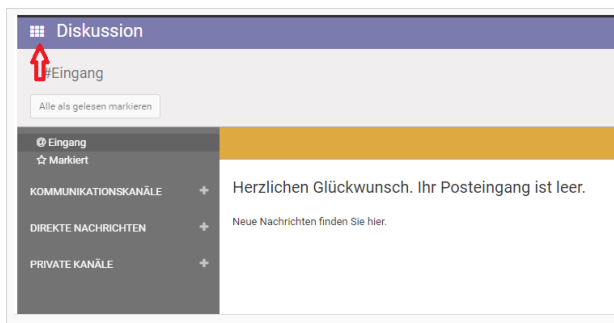 Diskussion
#Eingang
Alle als gelesen markieren
@ Eingang
Markiert
KOMMUNIKATIONSKANÄLE +
DIREKTE NACHRICHTEN +
PRIVATE KANÄLE +
Herzlichen Glückwunsch. Ihr Posteingang ist leer.
Neue Nachrichten finden Sie hier.